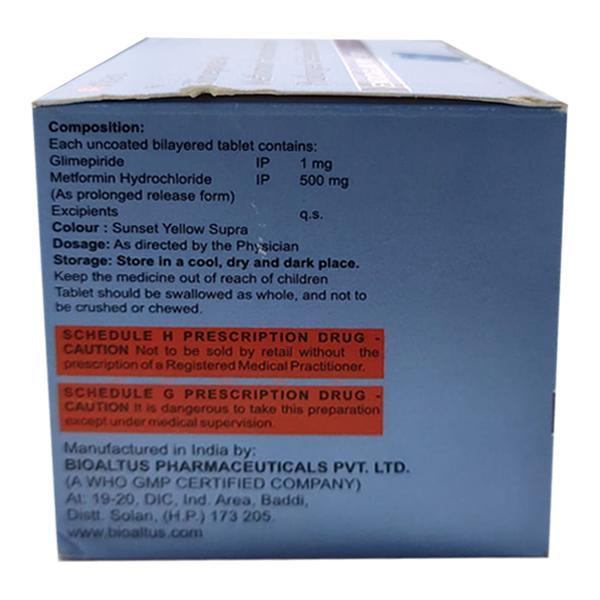 Composition:
Each uncoated bilayered tablet contains:
Glimepiride IP 1 mg
Metformin Hydrochloride IP 500 mg
(As prolonged release form)
Excipients q.s.
Colour : Sunset Yellow Supra
Dosage: As directed by the Physician
Storage: Store in a cool, dry and dark place.
Keep the medicine out of reach of children
Tablet should be swallowed as whole, and not to
be crushed or chewed.
SCHEDULE H PRESCRIPTION DRUG -
CAUTION Not to be sold by retail without the
prescription of a Registered Medical Practitioner.
SCHEDULE G PRESCRIPTION DRUG -
CAUTION It is dangerous to take this preparation
except under medical supervision.
Manufactured in India by:
BIOALTUS PHARMACEUTICALS PVT. LTD.
(A WHO GMP CERTIFIED COMPANY)
At: 19-20, DIC, Ind. Area, Baddi,
Distt. Solan, (H.P.) 173 205.
www.bioaltus.com